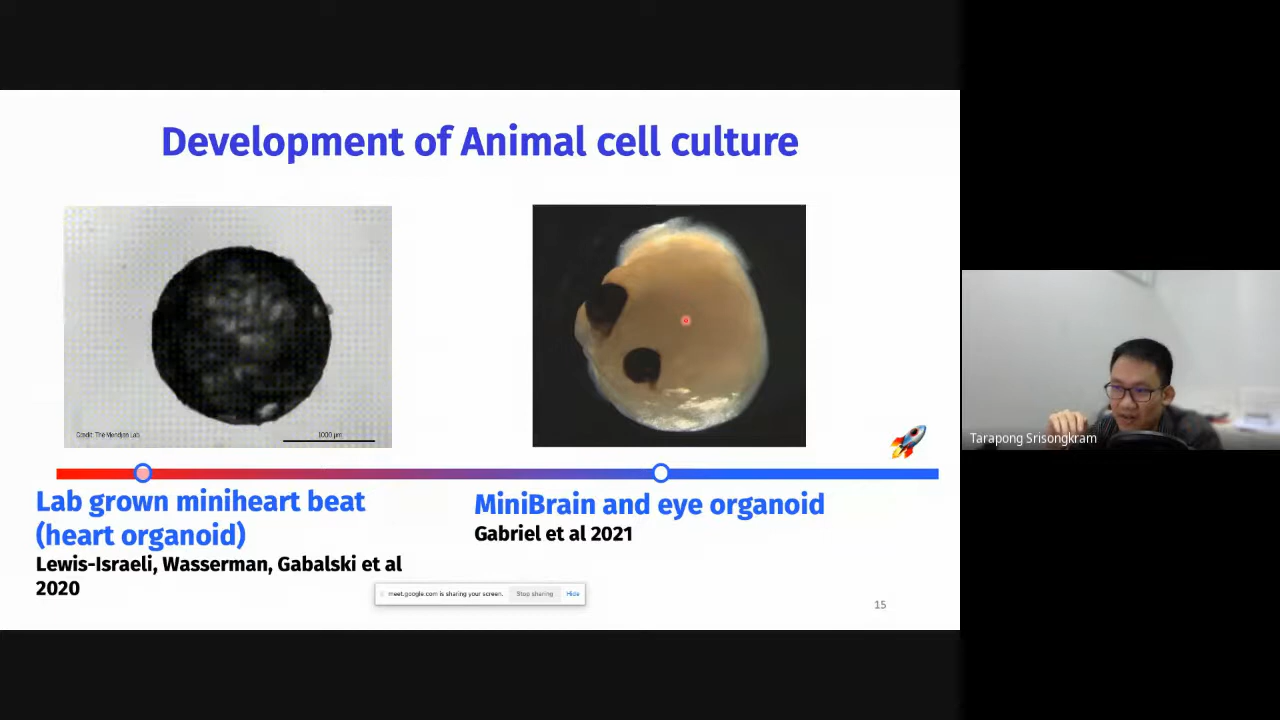 Development of Animal cell culture
Credit: The Mendias Lab
1000 μm
Lab grown miniheart beat
(heart organoid)
Lewis-Israeli, Wasserman, Gabalski et al
2020
MiniBrain and eye organoid
Gabriel et al 2021
meet.google.com is sharing your screen.
Stop sharing
Hide
15
Tarapong Srisongkram